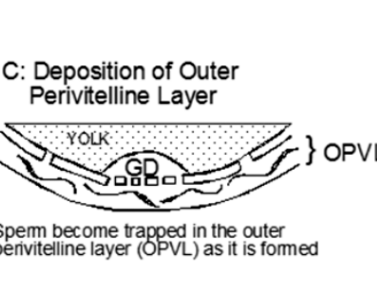 C: Deposition of Outer
Perivitelline Layer
YOLK
GD
} OPVL
Sperm become trapped in the outer
perivitelline layer (OPVL) as it is formed